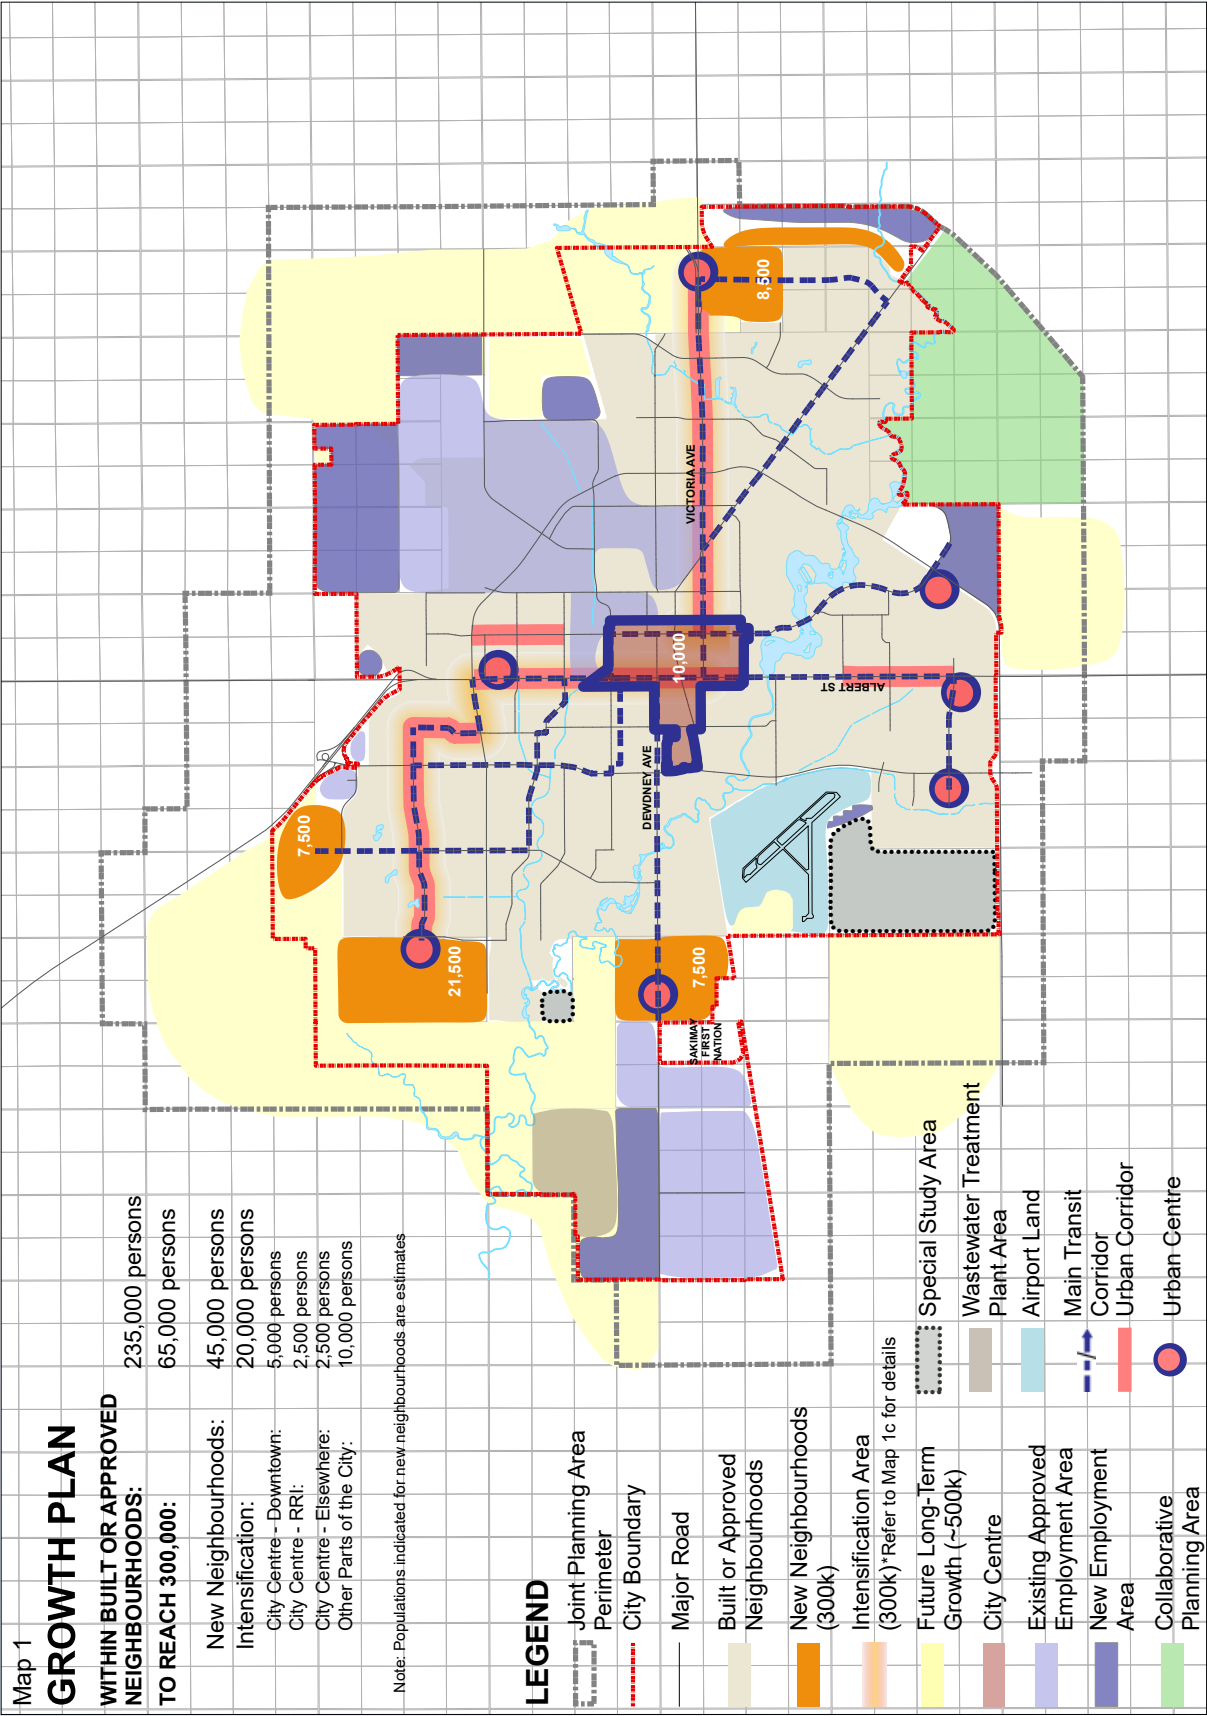 Map 1
GROWTH PLAN
WITHIN BUILT OR APPROVED
NEIGHBOURHOODS: 235,000 persons
TO REACH 300,000: 65,000 persons
New Neighbourhoods: 45,000 persons
Intensification: 20,000 persons
City Centre - Downtown: 5,000 persons
City Centre - RRI: 2,500 persons
City Centre - Elsewhere: 2,500 persons
Other Parts of the City: 10,000 persons
Note: Populations indicated for new neighbourhoods are estimates
LEGEND
Joint Planning Area
Perimeter
City Boundary
Major Road
Built or Approved
Neighbourhoods
New Neighbourhoods
(300k)
Intensification Area
(300k)*Refer to Map 1c for details
Future Long-Term
Growth (~500k)
City Centre
Existing Approved
Employment Area
New Employment
Area
Collaborative
Planning Area
Special Study Area
Wastewater Treatment
Plant Area
Airport Land
Main Transit
Corridor
Urban Corridor
Urban Centre
/
7,500
21,500
7,500
SAKIMAY
FIRST
NATION
DEWDNEY AVE
10,000
VICTORIA AVE
ALBERT ST
8,500